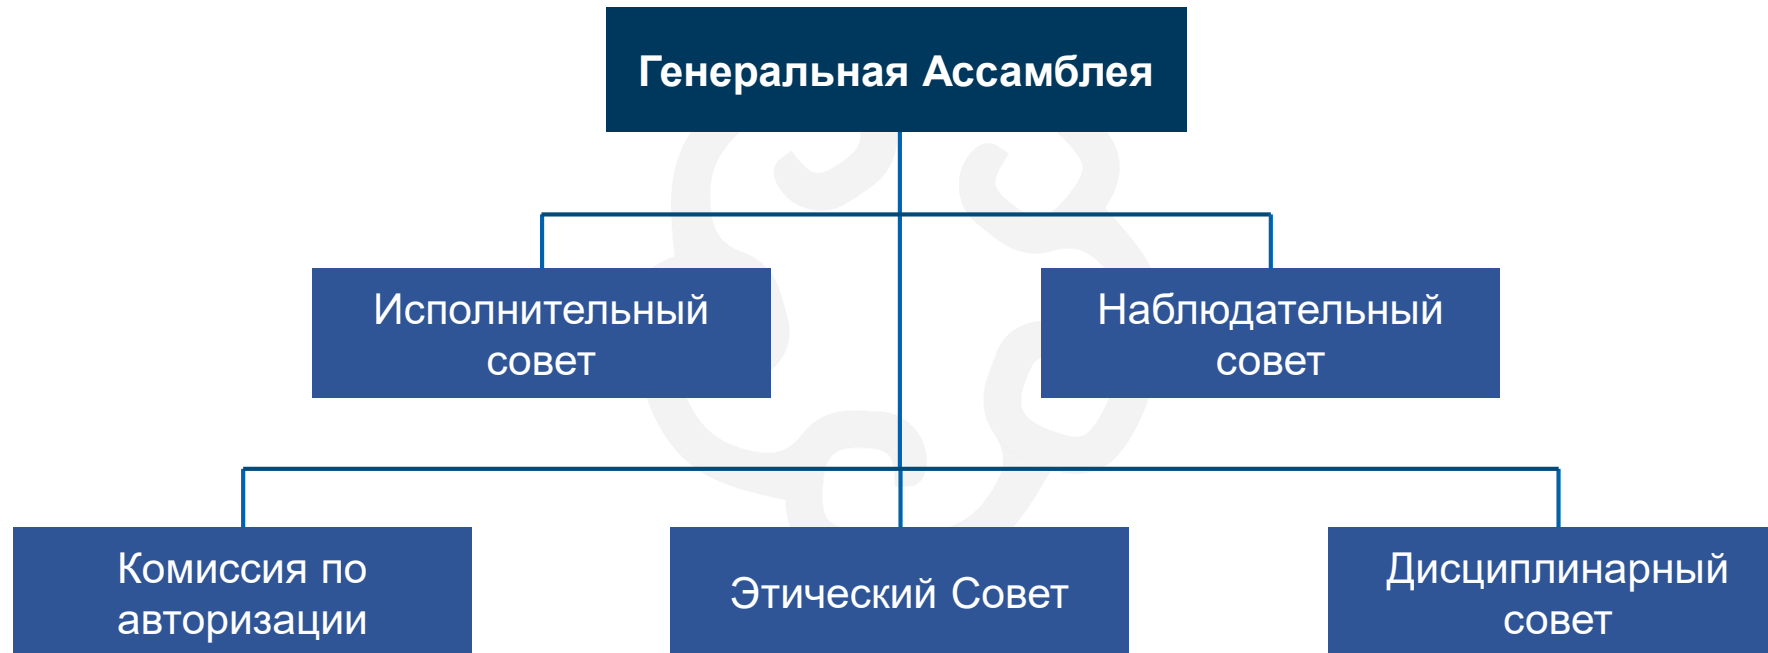 Генеральная Ассамблея
Исполнительный
совет
Наблюдательный
совет
Комиссия по
авторизации
Этический Совет
Дисциплинарный
совет